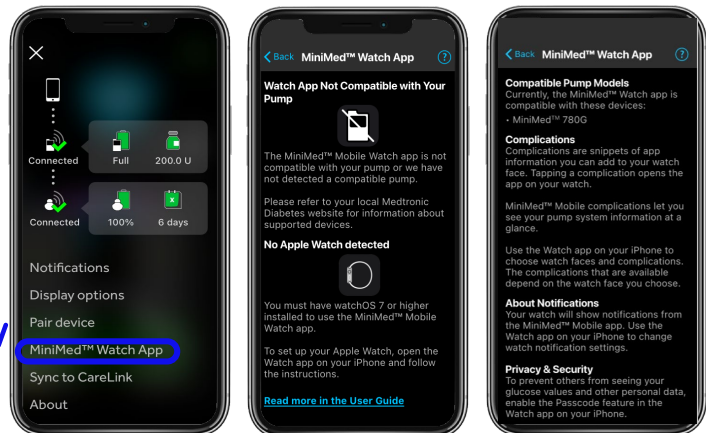 Connected
Full
200.0 U
Connected
100%
x
6 days
Notifications
Display options
Pair device
MiniMed™ Watch App
Sync to CareLink
About
Back MiniMed™ Watch App ?
Watch App Not Compatible with Your
Pump
The MiniMed™ Mobile Watch app is not
compatible with your pump or we have
not detected a compatible pump.
Please refer to your local Medtronic
Diabetes website for information about
supported devices.
No Apple Watch detected
You must have watchOS 7 or higher
installed to use the MiniMed™ Mobile
Watch app.
To set up your Apple Watch, open the
Watch app on your iPhone and follow
the instructions.
Read more in the User Guide
Back MiniMed™ Watch App ?
Compatible Pump Models
Currently, the MiniMed™ Watch app is
compatible with these devices:
• MiniMed™ 780G
Complications
Complications are snippets of app
information you can add to your watch
face. Tapping a complication opens the
app on your watch.
MiniMed™ Mobile complications let you
see your pump system information at a
glance.
Use the Watch app on your iPhone to
choose watch faces and complications.
The complications that are available
depend on the watch face you choose.
About Notifications
Your watch will show notifications from
the MiniMed™ Mobile app. Use the
Watch app on your iPhone to change
watch notification settings.
Privacy & Security
To prevent others from seeing your
glucose values and other personal data,
enable the Passcode feature in the
Watch app on your iPhone.